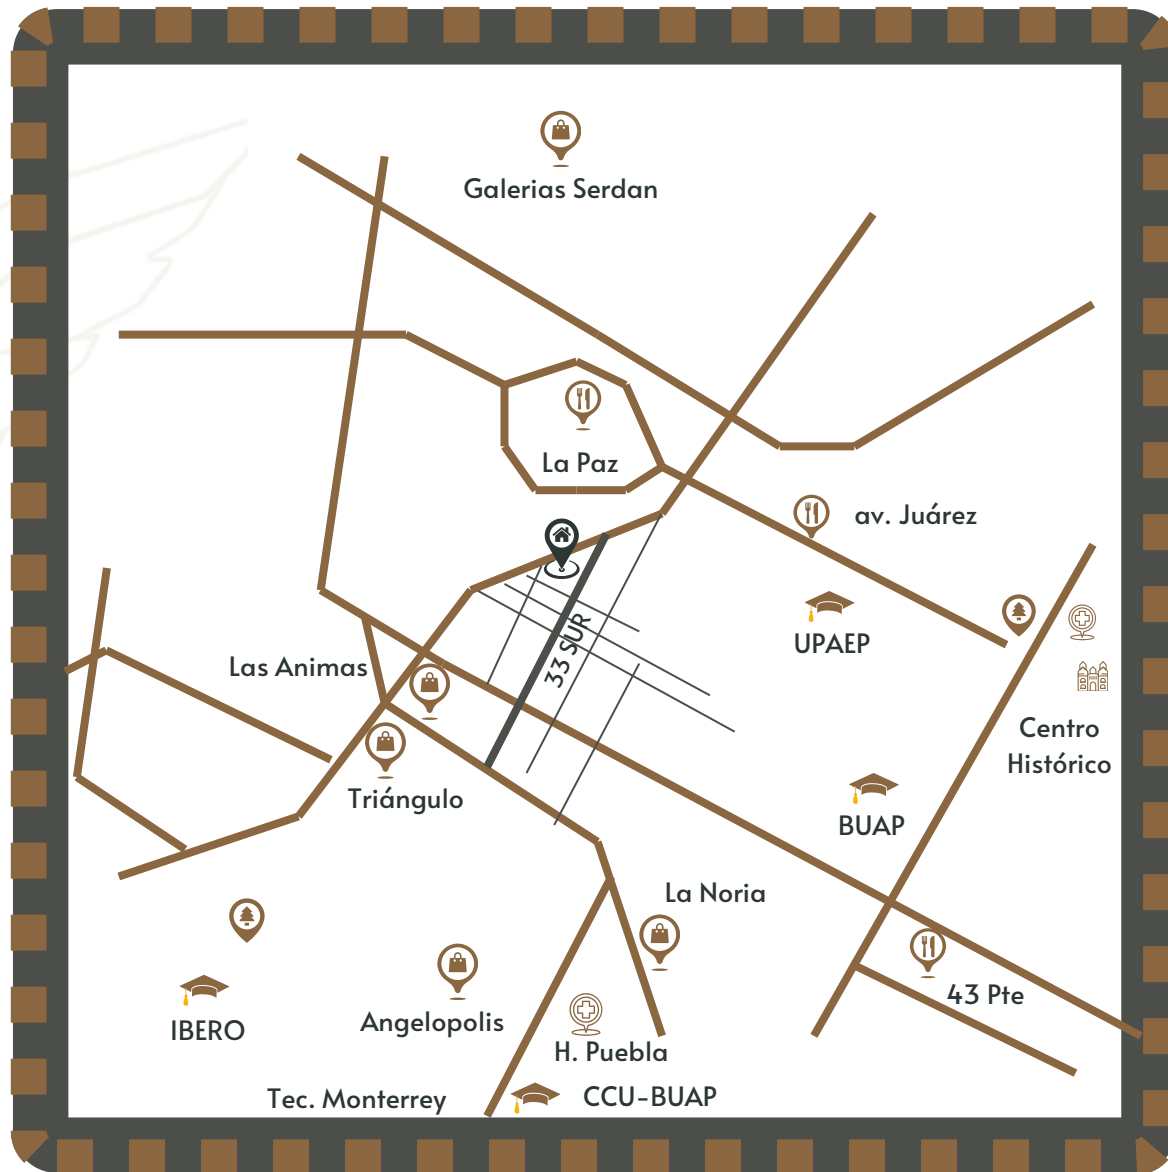 Galerias Serdan
La Paz
av. Juárez
UPAEP
33 SUR
Las Animas
Centro
Histórico
Triángulo
BUAP
La Noria
43 Pte
Angelopolis
IBERO
H. Puebla
Tec. Monterrey
CCU-BUAP